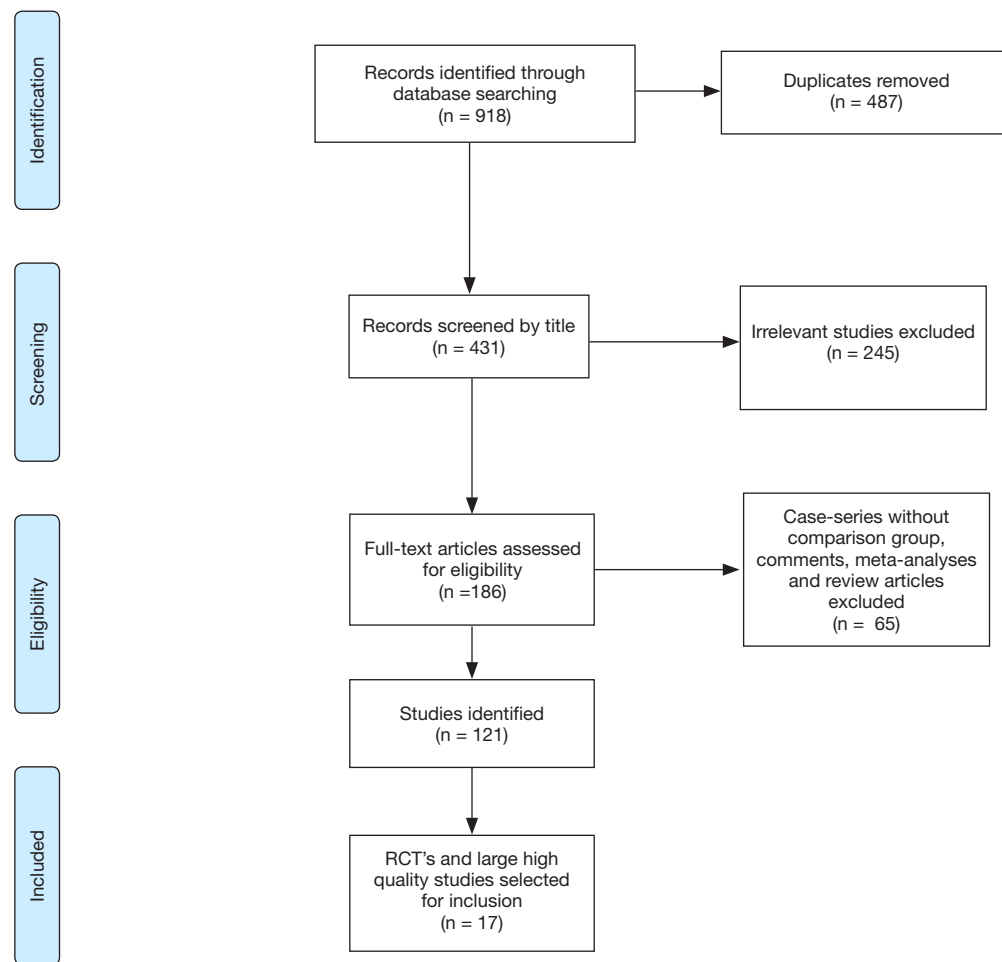 Identification
Records identified through
database searching
(n = 918)
Duplicates removed
(n = 487)
Screening
Records screened by title
(n = 431)
Irrelevant studies excluded
(n = 245)
Eligibility
Full-text articles assessed
for eligibility
(n =186)
Case-series without
comparison group,
comments, meta-analyses
and review articles
excluded
(n =  65)
Studies identified
(n = 121)
Included
RCT’s and large high
quality studies selected
for inclusion
(n = 17)